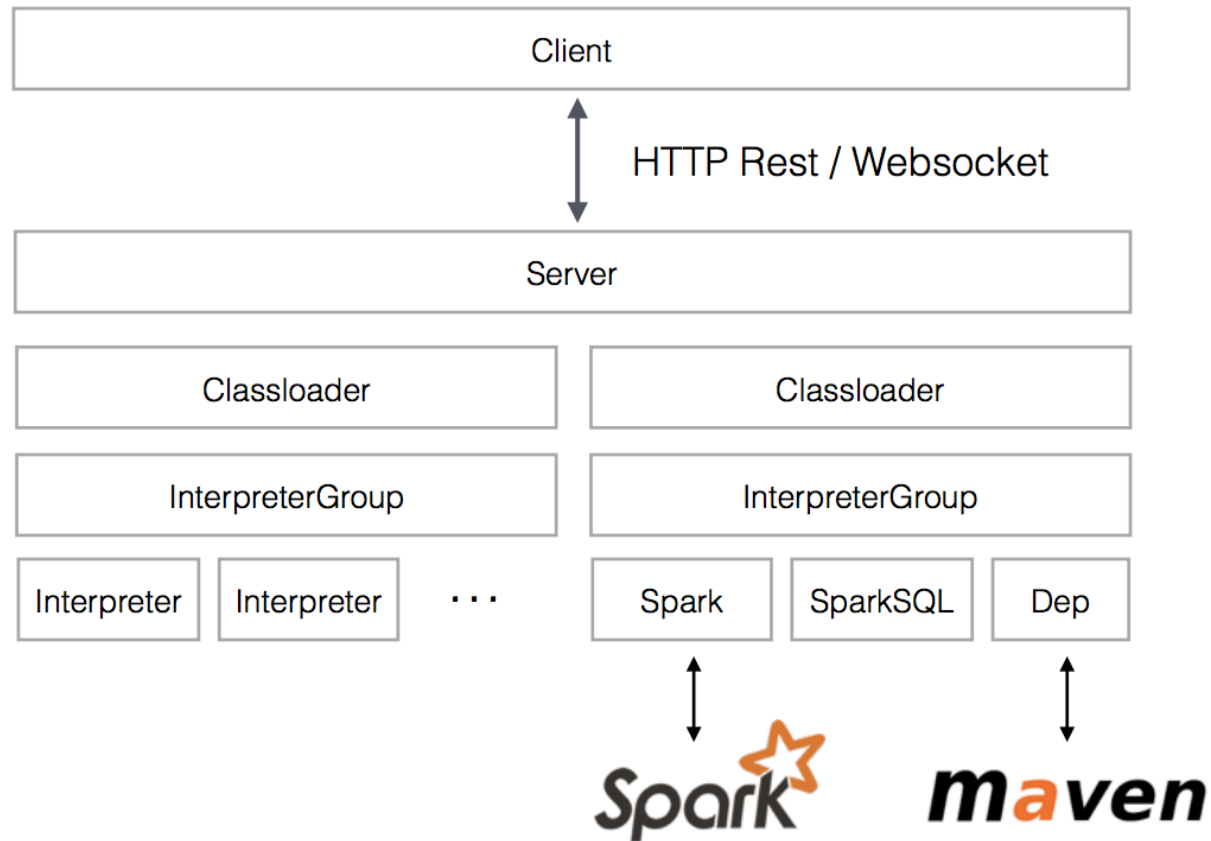 Client
HTTP Rest / Websocket
Server
Classloader Classloader
InterpreterGroup InterpreterGroup
Interpreter Interpreter ... Spark SparkSQL Dep
Spark maven